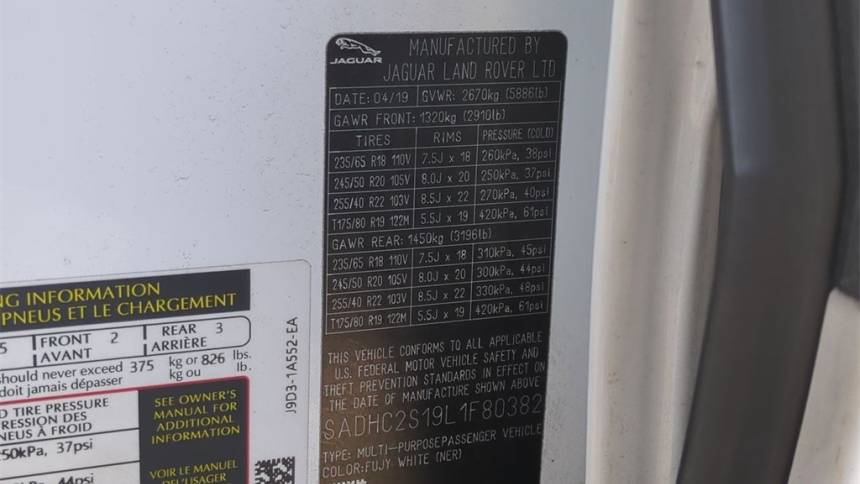 JAGUAR
MANUFACTURED BY
JAGUAR LAND ROVER LTD
DATE: 04/19 GVWR: 2670kg (5886lb)
GAWR FRONT: 1320kg (2910lb)
TIRES RIMS PRESSURE (COLD)
235/65 R18 110V 7.5J x 18 260kPa, 38psi
245/50 R20 105V 8.0J x 20 250kPa, 37psi
255/40 R22 103V 8.5J x 22 270kPa, 40psi
T175/80 R19 122M 5.5J x 19 420kPa, 61psi
GAWR REAR: 1450kg (3196lb)
235/65 R18 110V 7.5J x 18 310kPa, 45psi
245/50 R20 105V 8.0J x 20 300kPa, 44psi
255/40 R22 103V 8.5J x 22 330kPa, 48psi
T175/80 R19 122M 5.5J x 19 420kPa, 61psi
THIS VEHICLE CONFORMS TO ALL APPLICABLE
U.S. FEDERAL MOTOR VEHICLE SAFETY AND
THEFT PREVENTION STANDARDS IN EFFECT ON
THE DATE OF MANUFACTURE SHOWN ABOVE
SADHC2S19L1F80382
TYPE: MULTI-PURPOSEPASSENGER VEHICLE
COLOR:FUJY WHITE (NER)
INFORMATION
PNEUS ET LE CHARGEMENT
5 FRONT 2 REAR 3
AVANT ARRIÈRE
should never exceed 375 kg or 826 lbs.
doit jamais dépasser kg ou lb.
TIRE PRESSURE
DES
À FROID
250kPa, 37psi
44psi
SEE OWNER'S
MANUAL FOR
ADDITIONAL
INFORMATION
VOIR LE MANUEL
DE L'USAGER
J9D3-1A552-EA